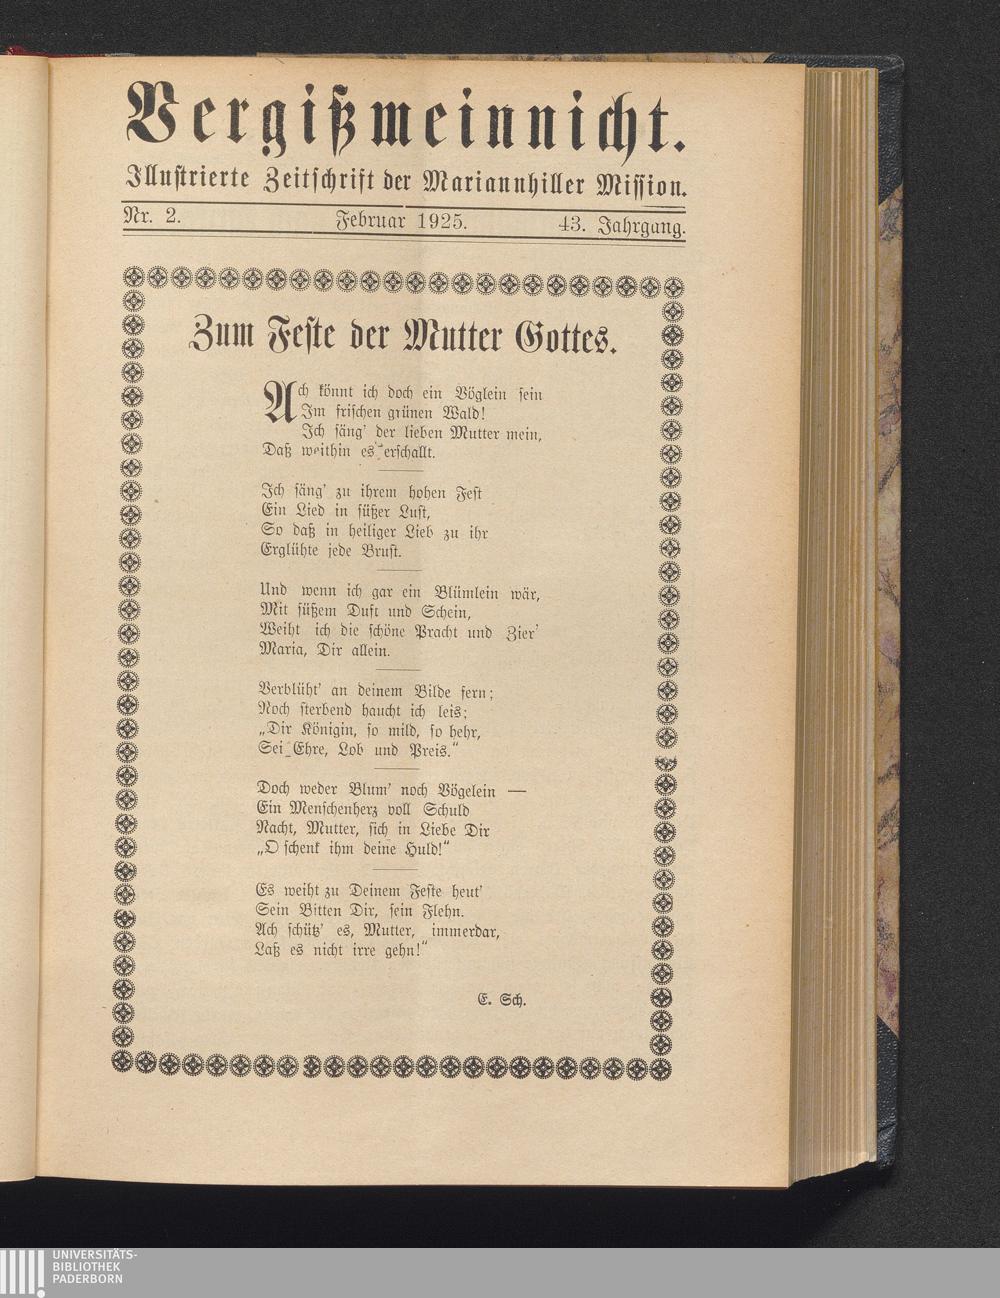 Vergißmeinnicht.
Illustrierte Zeitschrift der Mariannhiller Mission.
Nr. 2. Februar 1925. 43. Jahrgang.
Zum Feste der Mutter Gottes.
Ach könnt ich doch ein Vöglein sein
Im frischen grünen Wald!
Ich säng' der lieben Mutter mein,
Daß weithin es erschallt.
Ich säng' zu ihrem hohen Fest
Ein Lied in süßer Lust,
So daß in heiliger Lieb zu ihr
Erglühte jede Brust.
Und wenn ich gar ein Blümlein wär,
Mit süßem Duft und Schein,
Weiht ich die schöne Pracht und Zier'
Maria, Dir allein.
Verblüht' an deinem Bilde fern;
Noch sterbend haucht ich leis;
„Dir Königin, so mild, so hehr,
Sei Ehre, Lob und Preis.“
Doch weder Blum' noch Vögelein —
Ein Menschenherz voll Schuld
Nacht, Mutter, sich in Liebe Dir
„O schenk ihm deine Huld!“
Es weiht zu Deinem Feste heut'
Sein Bitten Dir, sein Flehn.
Ach schütz' es, Mutter, immerdar,
Laß es nicht irre gehn!“
E. Sch.
UNIVERSITÄTS-
BIBLIOTHEK
PADERBORN